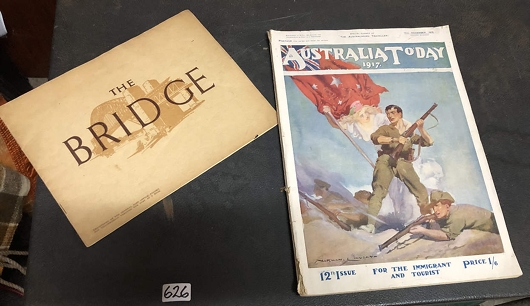 THE
BRIDGE
AUSTRALIA TODAY
1917
12TH ISSUE
FOR THE IMMIGRANT
AND TOURIST
PRICE 1/6
626